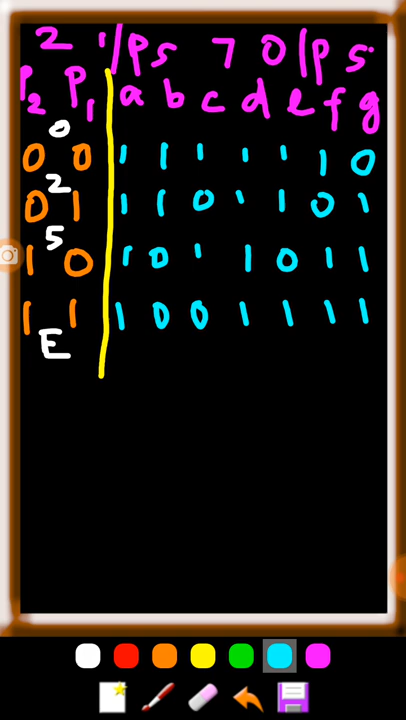 2 i/Ps 7 O/P s
P2 P1 a b c d e f g
0
0 0 1 1 1 1 1 1 0
2
0 1 1 1 0 1 1 0 1
5
1 0 1 0 1 1 0 1 1
1 1 1 0 0 1 1 1 1
E